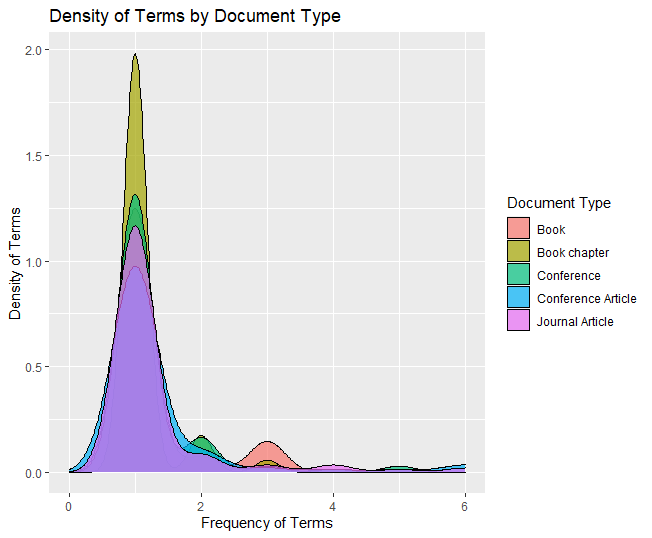 Density of Terms by Document Type
Density of Terms
2.0
1.5
1.0
0.5
0.0
0
2
4
6
Frequency of Terms
Document Type
Book
Book chapter
Conference
Conference Article
Journal Article